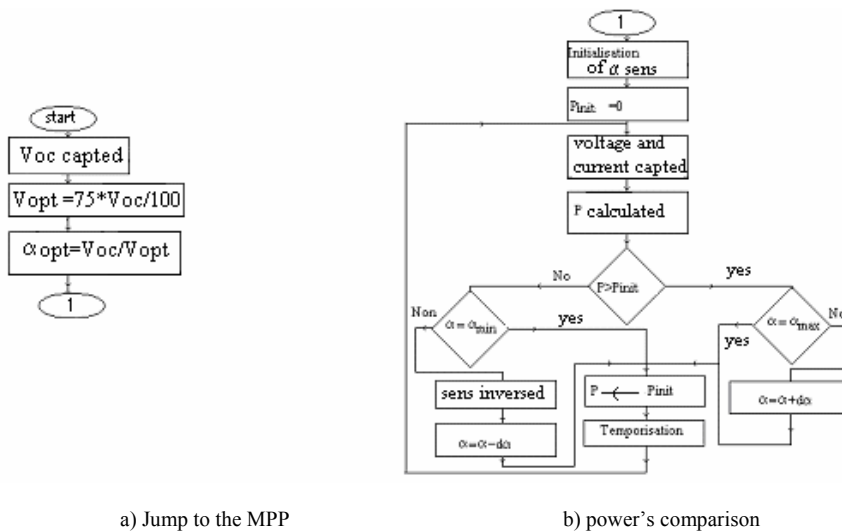 start
Voc capted
Vopt =75*Voc/100
αopt=Voc/Vopt
1
a) Jump to the MPP
1
Initialisation
of α sens
Pinit =0
voltage and
current capted
P calculated
P>Pinit
No
yes
Non
α= αmin
yes
α= αmax
No
yes
sens inversed
α=α-dα
P ← Pinit
Temporisation
α=α+dα
b) power’s comparison